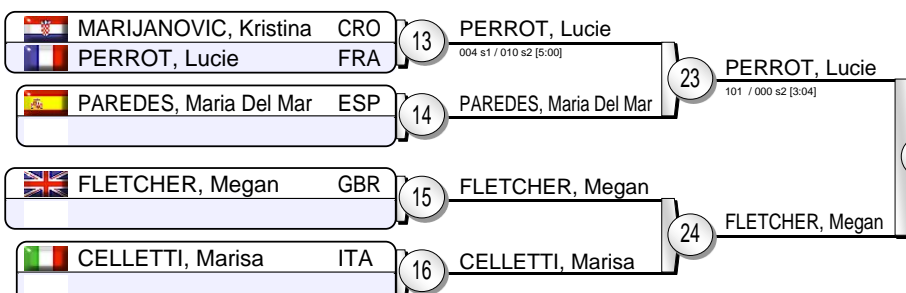 MARIJANOVIC, Kristina CRO
PERROT, Lucie FRA
13
PERROT, Lucie
004 s1 / 010 s2 [5:00]
PAREDES, Maria Del Mar ESP
14
PAREDES, Maria Del Mar
23
PERROT, Lucie
101 / 000 s2 [3:04]
FLETCHER, Megan GBR
15
FLETCHER, Megan
24
FLETCHER, Megan
CELLETTI, Marisa ITA
16
CELLETTI, Marisa